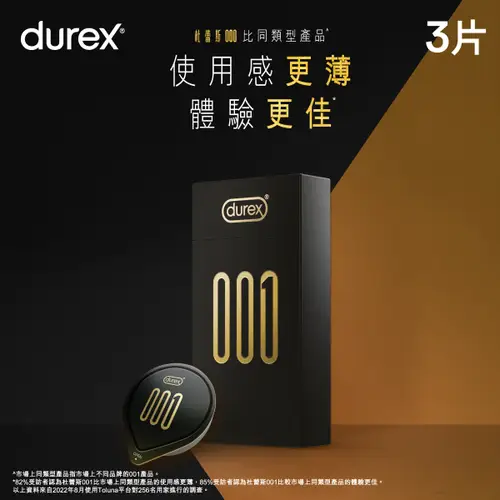 durex®
杜蕾斯001比同類型產品^
3片
使用感更薄
體驗更佳*
durex
001
durex
001
^市場上同類型產品指市場上不同品牌的001產品。
*82%受訪者認為杜蕾斯001比市場上同類型產品的使用感更薄，85%受訪者認為杜蕾斯001比較市場上同類型產品的體驗更佳。
以上資料來自2022年8月使用Toluna平台對256名用家進行的調查。